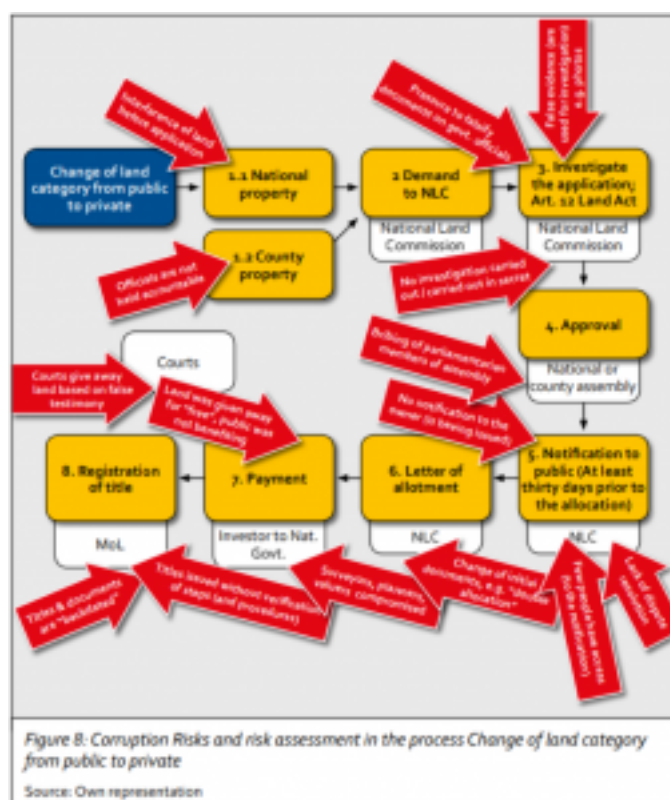 Interference of land
before application
Pressure to falsify
documents on govt. officials
False evidence (are
used for investigation)
e.g. photos
Change of land
category from public
to private
1.1 National
property
2 Demand
to NLC
National Land
Commission
3. Investigate
the application;
Art. 12 Land Act
National Land
Commission
1.2 County
property
Officials are not
held accountable
No investigation carried
out / carried out in secret
4. Approval
National or
county assembly
Bribing of parliamentarian
members of assembly
Courts
Courts give away
land based on false
testimony
Land was given away
for "free", Public was
not benefiting
No notification to the
owner (is being issued)
8. Registration
of title
MoL
7. Payment
Investor to Nat.
Govt.
6. Letter of
allotment
NLC
5. Notification to
public (At least
thirty days prior to
the allocation)
NLC
Titles & documents
are "backdated"
Titles issued without verification
of steps (and procedures)
Surveyors, planners,
compromised
Change of initial
documents, e.g. "double
allocation"
Few people have access
(to the notification)
Lack of dispute
resolution
Figure 8: Corruption Risks and risk assessment in the process Change of land category
from public to private
Source: Own representation